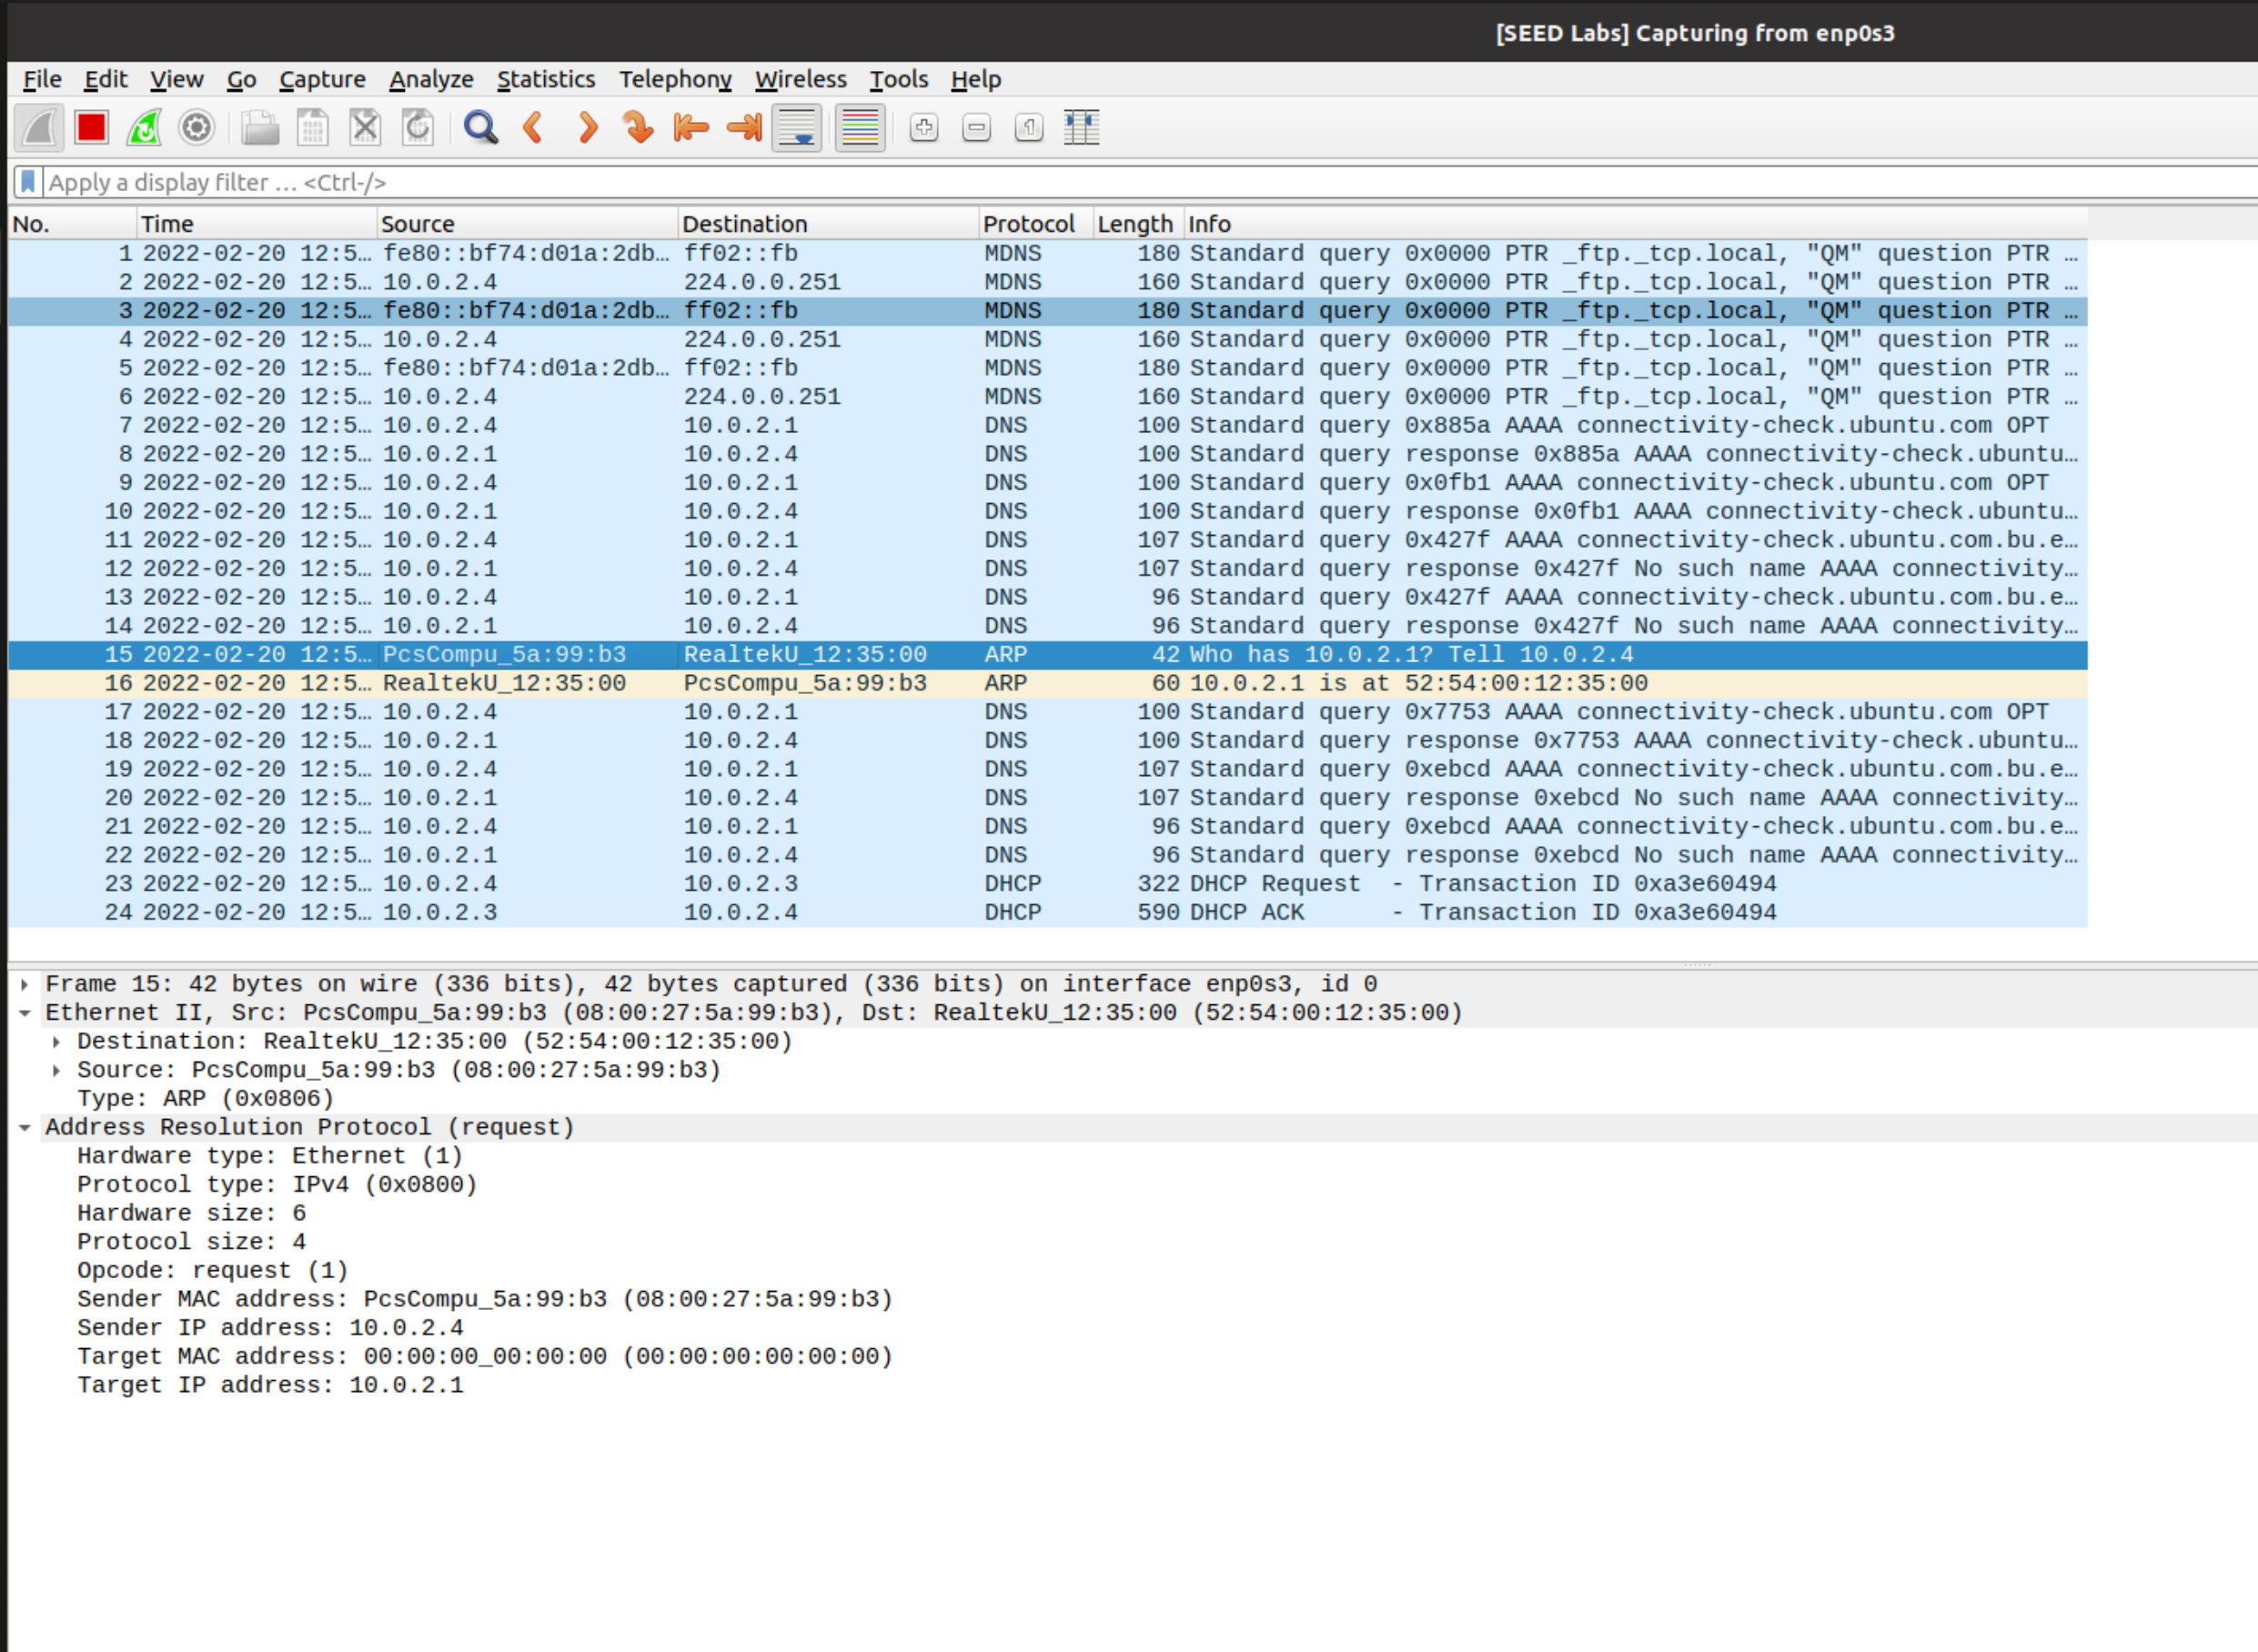 [SEED Labs] Capturing from enp0s3
File Edit View Go Capture Analyze Statistics Telephony Wireless Tools Help
Apply a display filter … <Ctrl-/>
No. Time Source Destination Protocol Length Info
1 2022-02-20 12:5… fe80::bf74:d01a:2db… ff02::fb MDNS 180 Standard query 0x0000 PTR _ftp._tcp.local, "QM" question PTR …
2 2022-02-20 12:5… 10.0.2.4 224.0.0.251 MDNS 160 Standard query 0x0000 PTR _ftp._tcp.local, "QM" question PTR …
3 2022-02-20 12:5… fe80::bf74:d01a:2db… ff02::fb MDNS 180 Standard query 0x0000 PTR _ftp._tcp.local, "QM" question PTR …
4 2022-02-20 12:5… 10.0.2.4 224.0.0.251 MDNS 160 Standard query 0x0000 PTR _ftp._tcp.local, "QM" question PTR …
5 2022-02-20 12:5… fe80::bf74:d01a:2db… ff02::fb MDNS 180 Standard query 0x0000 PTR _ftp._tcp.local, "QM" question PTR …
6 2022-02-20 12:5… 10.0.2.4 224.0.0.251 MDNS 160 Standard query 0x0000 PTR _ftp._tcp.local, "QM" question PTR …
7 2022-02-20 12:5… 10.0.2.4 10.0.2.1 DNS 100 Standard query 0x885a AAAA connectivity-check.ubuntu.com OPT
8 2022-02-20 12:5… 10.0.2.1 10.0.2.4 DNS 100 Standard query response 0x885a AAAA connectivity-check.ubuntu…
9 2022-02-20 12:5… 10.0.2.4 10.0.2.1 DNS 100 Standard query 0x0fb1 AAAA connectivity-check.ubuntu.com OPT
10 2022-02-20 12:5… 10.0.2.1 10.0.2.4 DNS 100 Standard query response 0x0fb1 AAAA connectivity-check.ubuntu…
11 2022-02-20 12:5… 10.0.2.4 10.0.2.1 DNS 107 Standard query 0x427f AAAA connectivity-check.ubuntu.com.bu.e…
12 2022-02-20 12:5… 10.0.2.1 10.0.2.4 DNS 107 Standard query response 0x427f No such name AAAA connectivity…
13 2022-02-20 12:5… 10.0.2.4 10.0.2.1 DNS 96 Standard query 0x427f AAAA connectivity-check.ubuntu.com.bu.e…
14 2022-02-20 12:5… 10.0.2.1 10.0.2.4 DNS 96 Standard query response 0x427f No such name AAAA connectivity…
15 2022-02-20 12:5… PcsCompu_5a:99:b3 RealtekU_12:35:00 ARP 42 Who has 10.0.2.1? Tell 10.0.2.4
16 2022-02-20 12:5… RealtekU_12:35:00 PcsCompu_5a:99:b3 ARP 60 10.0.2.1 is at 52:54:00:12:35:00
17 2022-02-20 12:5… 10.0.2.4 10.0.2.1 DNS 100 Standard query 0x7753 AAAA connectivity-check.ubuntu.com OPT
18 2022-02-20 12:5… 10.0.2.1 10.0.2.4 DNS 100 Standard query response 0x7753 AAAA connectivity-check.ubuntu…
19 2022-02-20 12:5… 10.0.2.4 10.0.2.1 DNS 107 Standard query 0xebcd AAAA connectivity-check.ubuntu.com.bu.e…
20 2022-02-20 12:5… 10.0.2.1 10.0.2.4 DNS 107 Standard query response 0xebcd No such name AAAA connectivity…
21 2022-02-20 12:5… 10.0.2.4 10.0.2.1 DNS 96 Standard query 0xebcd AAAA connectivity-check.ubuntu.com.bu.e…
22 2022-02-20 12:5… 10.0.2.1 10.0.2.4 DNS 96 Standard query response 0xebcd No such name AAAA connectivity…
23 2022-02-20 12:5… 10.0.2.4 10.0.2.3 DHCP 322 DHCP Request - Transaction ID 0xa3e60494
24 2022-02-20 12:5… 10.0.2.3 10.0.2.4 DHCP 590 DHCP ACK - Transaction ID 0xa3e60494
Frame 15: 42 bytes on wire (336 bits), 42 bytes captured (336 bits) on interface enp0s3, id 0
Ethernet II, Src: PcsCompu_5a:99:b3 (08:00:27:5a:99:b3), Dst: RealtekU_12:35:00 (52:54:00:12:35:00)
Destination: RealtekU_12:35:00 (52:54:00:12:35:00)
Source: PcsCompu_5a:99:b3 (08:00:27:5a:99:b3)
Type: ARP (0x0806)
Address Resolution Protocol (request)
Hardware type: Ethernet (1)
Protocol type: IPv4 (0x0800)
Hardware size: 6
Protocol size: 4
Opcode: request (1)
Sender MAC address: PcsCompu_5a:99:b3 (08:00:27:5a:99:b3)
Sender IP address: 10.0.2.4
Target MAC address: 00:00:00_00:00:00 (00:00:00:00:00:00)
Target IP address: 10.0.2.1